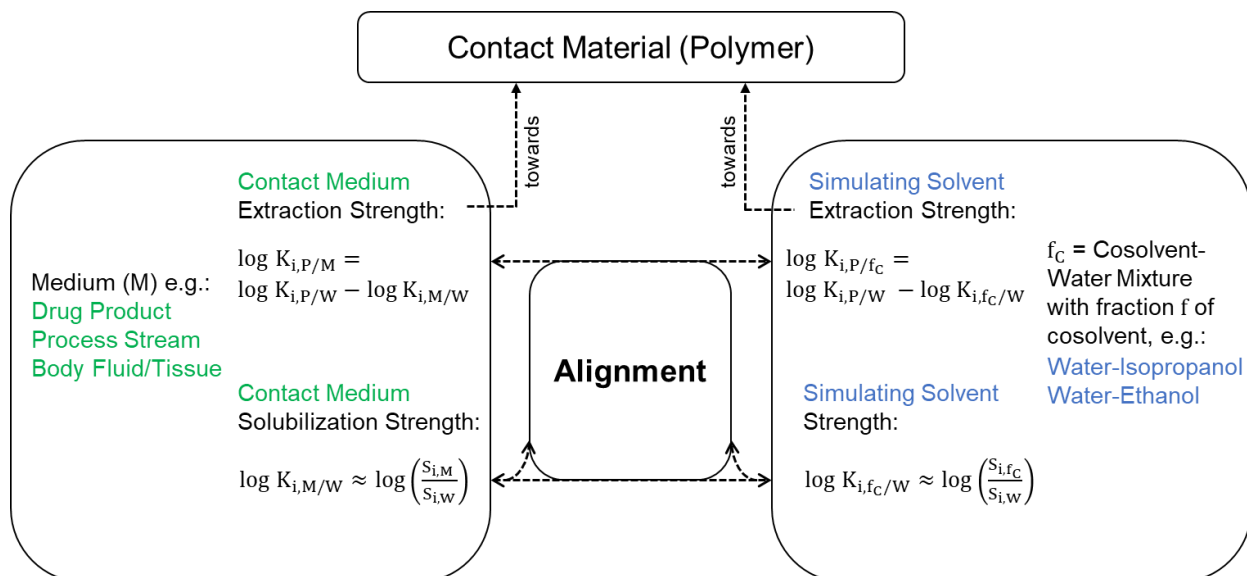 Contact Material (Polymer)
towards
towards
Contact Medium
Extraction Strength:
log K_{i,P/M} =
log K_{i,P/W} − log K_{i,M/W}
Medium (M) e.g.:
Drug Product
Process Stream
Body Fluid/Tissue
Contact Medium
Solubilization Strength:
log K_{i,M/W} ≈ log (S_{i,M}/S_{i,W})
Alignment
Simulating Solvent
Extraction Strength:
log K_{i,P/f_C} =
log K_{i,P/W} − log K_{i,f_C/W}
f_C = Cosolvent-
Water Mixture
with fraction f of
cosolvent, e.g.:
Water-Isopropanol
Water-Ethanol
Simulating Solvent
Strength:
log K_{i,f_C/W} ≈ log (S_{i,f_C}/S_{i,W})